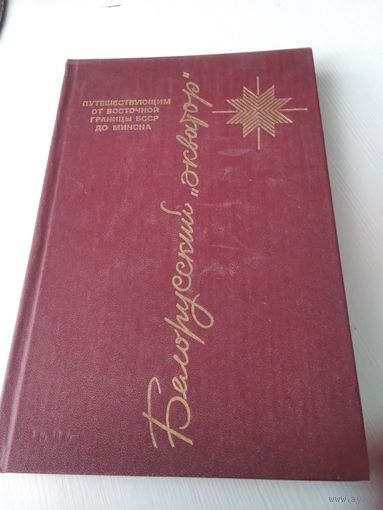 ПУТЕШЕСТВУЮЩИМ
ОТ ВОСТОЧНОЙ
ГРАНИЦЫ БССР
ДО МИНСКА
Белорусский „экватор"